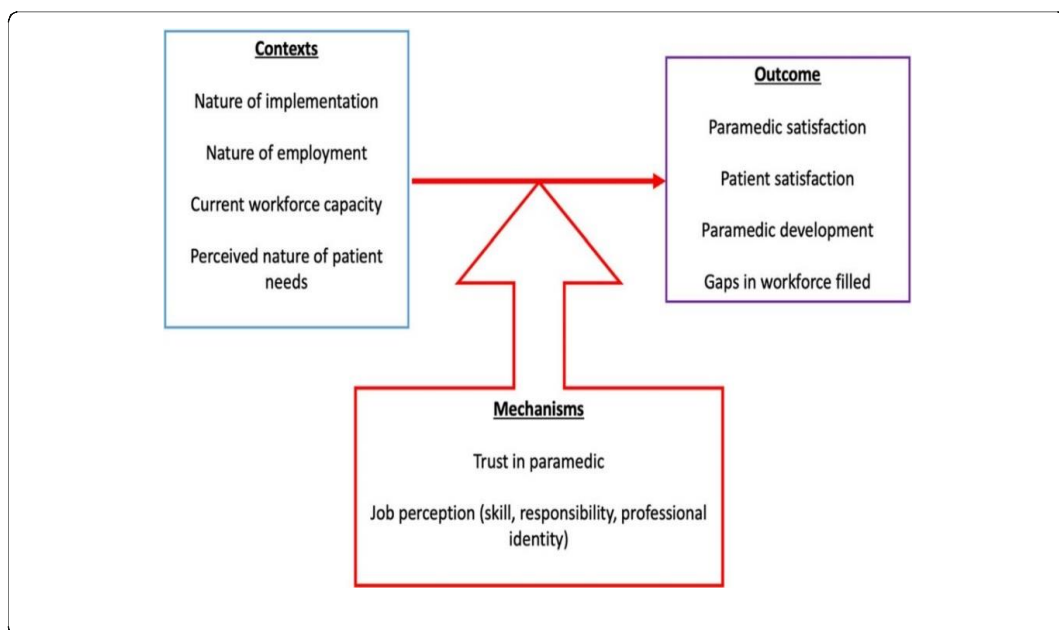 Contexts
Nature of implementation
Nature of employment
Current workforce capacity
Perceived nature of patient
needs
Outcome
Paramedic satisfaction
Patient satisfaction
Paramedic development
Gaps in workforce filled
Mechanisms
Trust in paramedic
Job perception (skill, responsibility, professional
identity)